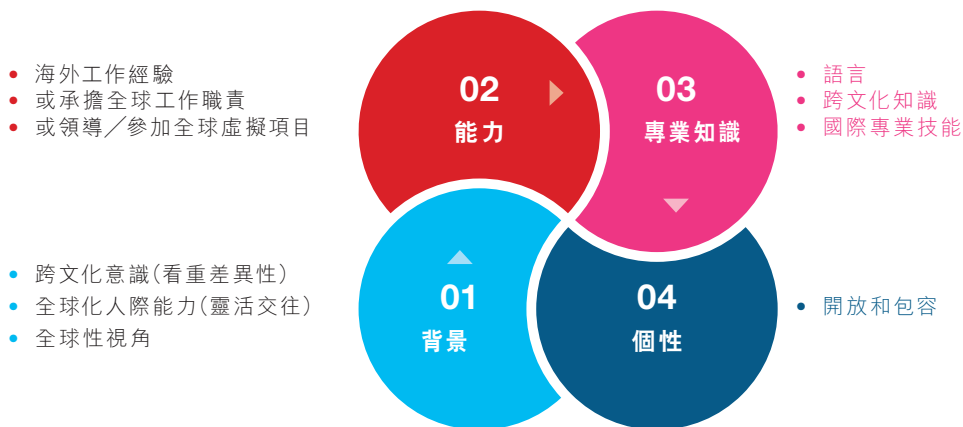 • 海外工作經驗
• 或承擔全球工作職責
• 或領導／參加全球虛擬項目
02
能力
03
專業知識
• 語言
• 跨文化知識
• 國際專業技能
• 跨文化意識(看重差異性)
• 全球化人際能力(靈活交往)
• 全球性視角
01
背景
04
個性
• 開放和包容